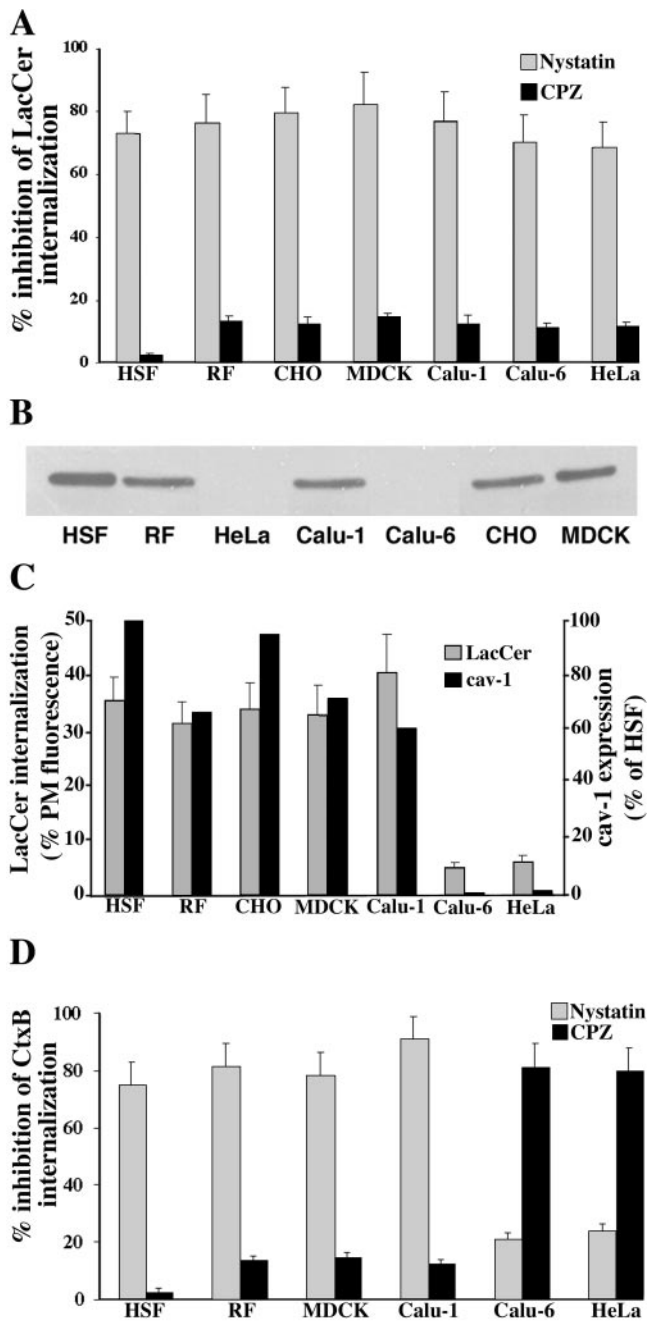 A
% inhibition of LacCer
internalization
100
80
60
40
20
0
Nystatin
CPZ
HSF RF CHO MDCK Calu-1 Calu-6 HeLa
B
HSF RF HeLa Calu-1 Calu-6 CHO MDCK
C
LacCer internalization
(% PM fluorescence)
50
40
30
20
10
0
LacCer
cav-1
100
80
60
40
20
0
cav-1 expression
(% of HSF)
HSF RF CHO MDCK Calu-1 Calu-6 HeLa
D
% inhibition of CtxB
internalization
100
80
60
40
20
0
Nystatin
CPZ
HSF RF MDCK Calu-1 Calu-6 HeLa